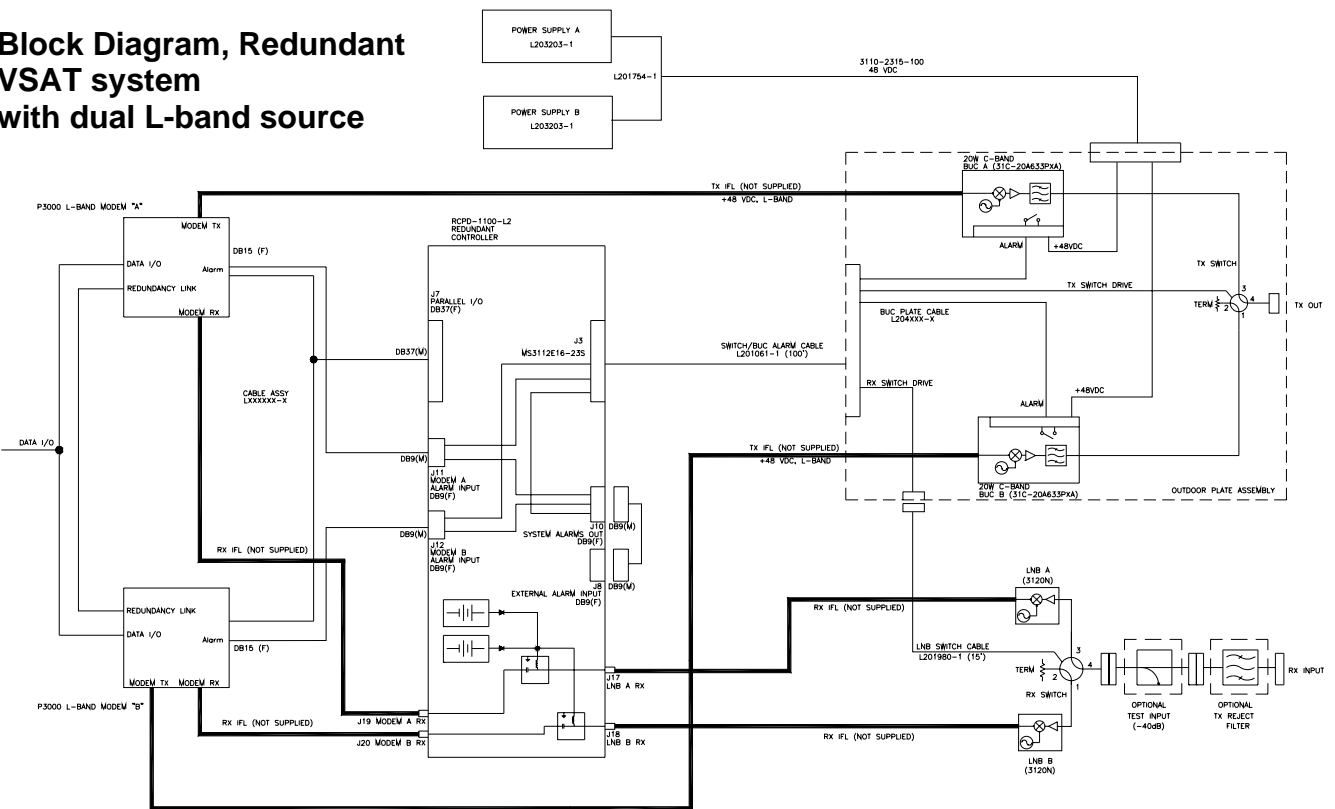 Block Diagram, Redundant
VSAT system
with dual L-band source
POWER SUPPLY A
L203203-1
L201754-1
POWER SUPPLY B
L203203-1
3110-2315-100
48 VDC
P3000 L-BAND MODEM "A"
MODEM TX
DATA I/O
Alarm
REDUNDANCY LINK
MODEM RX
DB15 (F)
TX IFL (NOT SUPPLIED)
+48 VDC, L-BAND
RCPD-1100-L2
REDUNDANT
CONTROLLER
J7
PARALLEL I/O
DB37(F)
DB37(M)
J3
MS3112E16-23S
CABLE ASSY
LXXXXXX-X
DATA I/O
DB9(M)
J11
MODEM A
ALARM INPUT
DB9(F)
DB9(M)
J12
MODEM B
ALARM INPUT
DB9(F)
J10
DB9(M)
SYSTEM ALARMS OUT
DB9(F)
J8
DB9(M)
EXTERNAL ALARM INPUT
DB9(F)
SWITCH/BUC ALARM CABLE
L201061-1 (100')
20W C-BAND
BUC A (31C-20A633PXA)
ALARM
+48VDC
TX SWITCH
TX SWITCH DRIVE
BUC PLATE CABLE
L204XXX-X
3
TERM
2
4
1
TX OUT
RX SWITCH DRIVE
+48VDC
ALARM
TX IFL (NOT SUPPLIED)
+48 VDC, L-BAND
20W C-BAND
BUC B (31C-20A633PXA)
OUTDOOR PLATE ASSEMBLY
RX IFL (NOT SUPPLIED)
REDUNDANCY LINK
DATA I/O
Alarm
DB15 (F)
MODEM TX
MODEM RX
P3000 L-BAND MODEM "B"
RX IFL (NOT SUPPLIED)
J19 MODEM A RX
J20 MODEM B RX
J17
LNB A RX
J18
LNB B RX
LNB A
(3120N)
RX IFL (NOT SUPPLIED)
LNB SWITCH CABLE
L201980-1 (15')
3
TERM
2
4
1
RX SWITCH
RX IFL (NOT SUPPLIED)
LNB B
(3120N)
OPTIONAL
TEST INPUT
(-40dB)
OPTIONAL
TX REJECT
FILTER
RX INPUT